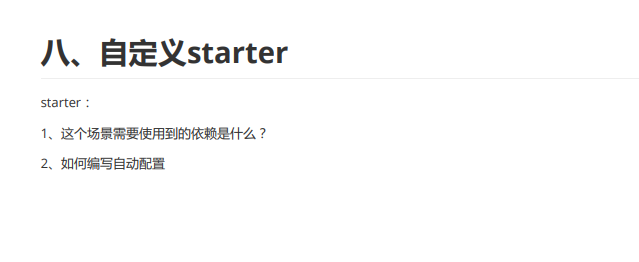 八、自定义starter
starter：
1、这个场景需要使用到的依赖是什么？
2、如何编写自动配置